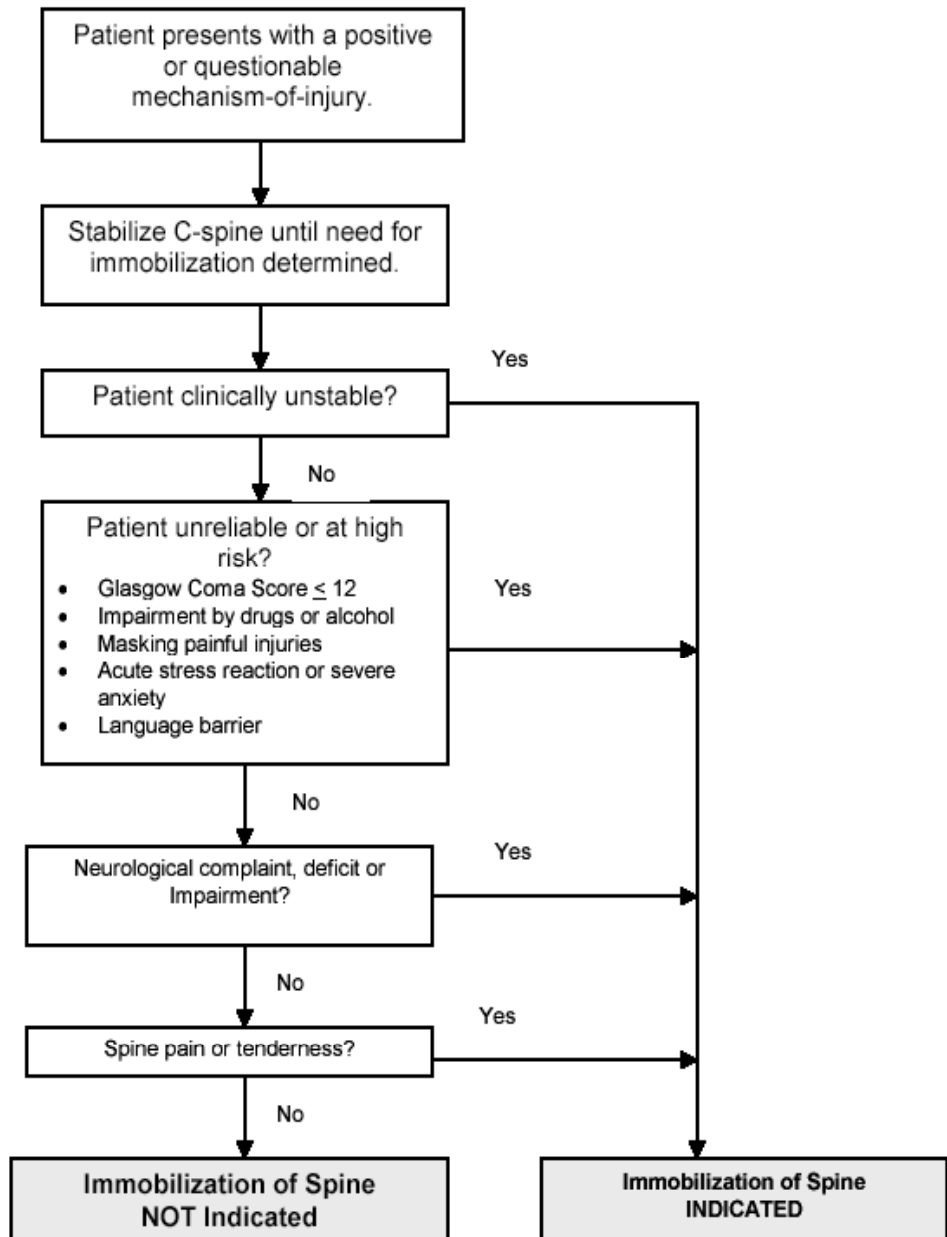 Patient presents with a positive
or questionable
mechanism-of-injury.
Stabilize C-spine until need for
immobilization determined.
Yes
Patient clinically unstable?
No
Patient unreliable or at high
risk?
• Glasgow Coma Score ≤ 12
• Impairment by drugs or alcohol
• Masking painful injuries
• Acute stress reaction or severe
anxiety
• Language barrier
Yes
No
Neurological complaint, deficit or
Impairment?
Yes
No
Spine pain or tenderness?
Yes
No
Immobilization of Spine
NOT Indicated
Immobilization of Spine
INDICATED